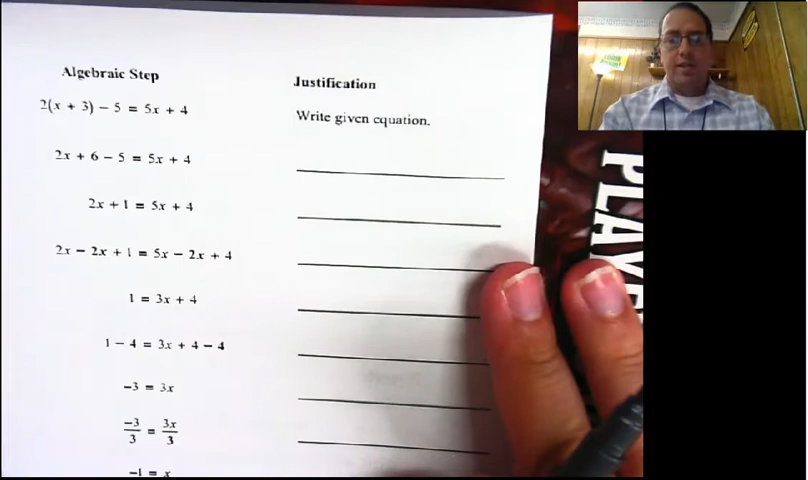 Algebraic Step
Justification
2(x + 3) − 5 = 5x + 4
Write given equation.
2x + 6 − 5 = 5x + 4
2x + 1 = 5x + 4
2x − 2x + 1 = 5x − 2x + 4
1 = 3x + 4
1 − 4 = 3x + 4 − 4
−3 = 3x
−3/3 = 3x/3
−1 = x